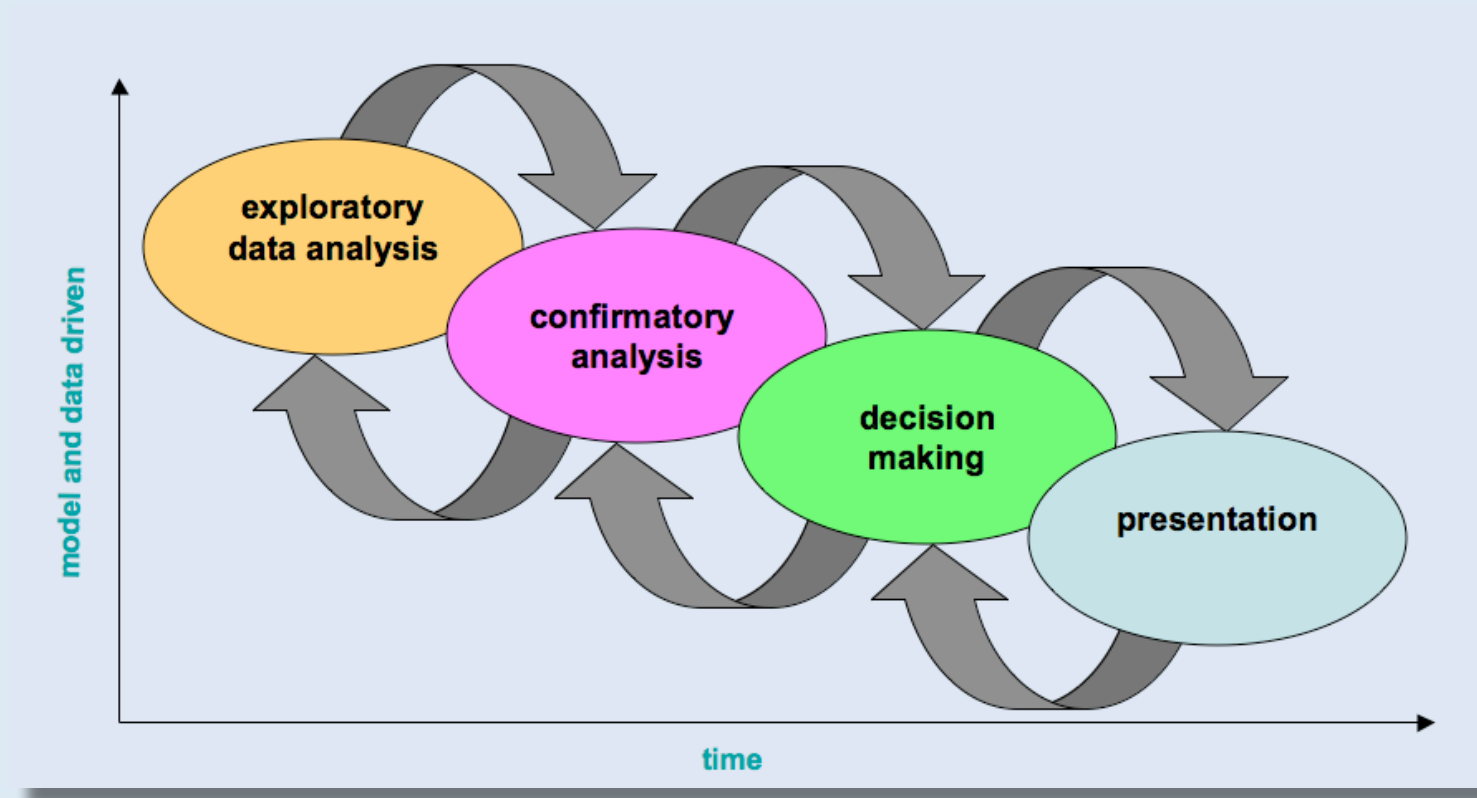 exploratory
data analysis
confirmatory
analysis
decision
making
presentation
model and data driven
time